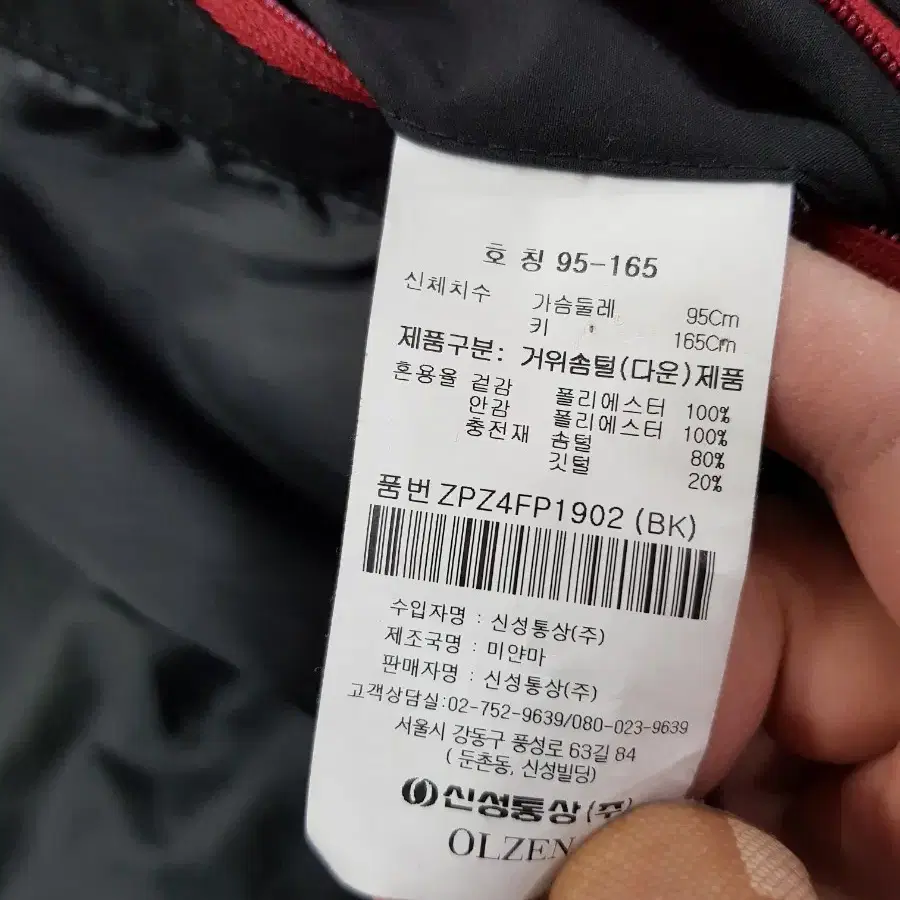 호 칭 95-165
신체치수 가슴둘레 95Cm
키 165Cm
제품구분: 거위솜털(다운)제품
혼용율 겉감 폴리에스터 100%
안감 폴리에스터 100%
충전재 솜털 80%
깃털 20%
품번 ZPZ4FP1902 (BK)
수입자명 : 신성통상(주)
제조국명 : 미얀마
판매자명 : 신성통상(주)
고객상담실:02-752-9639/080-023-9639
서울시 강동구 풍성로 63길 84
( 둔촌동, 신성빌딩)
신성통상(주)
OLZEN